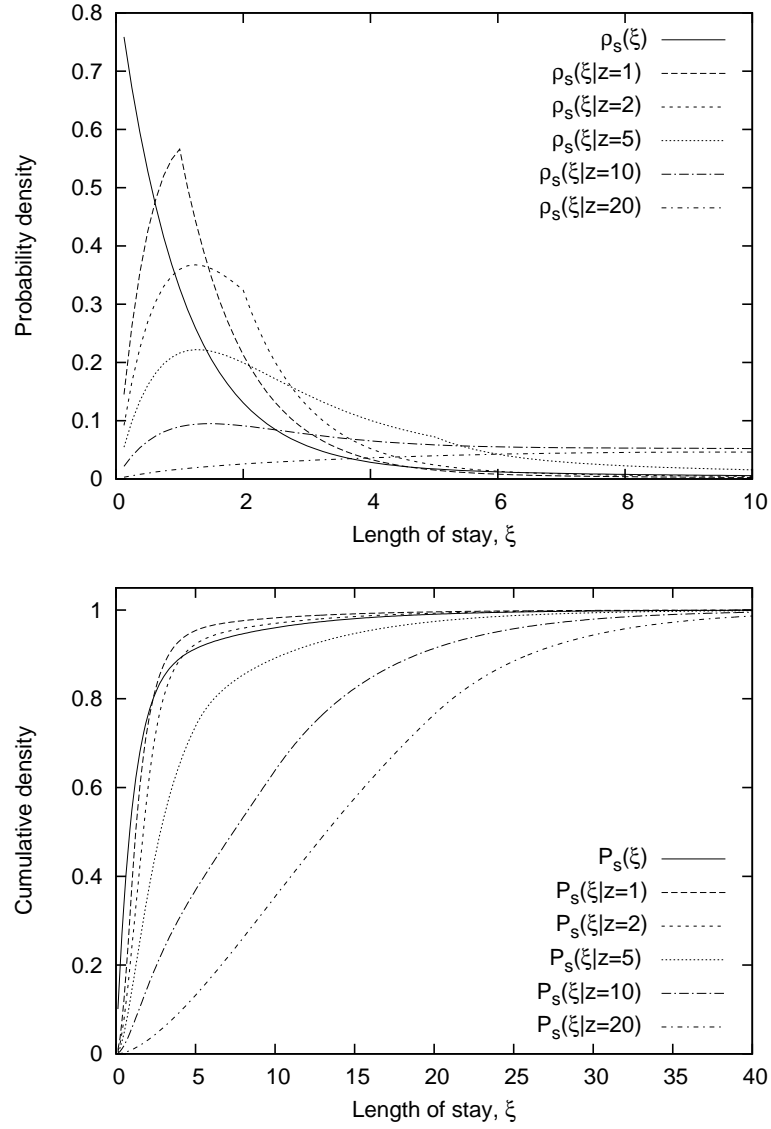 0.8
0.7
0.6
0.5
0.4
0.3
0.2
0.1
0
Probability density
ρs(ξ)
ρs(ξ|z=1)
ρs(ξ|z=2)
ρs(ξ|z=5)
ρs(ξ|z=10)
ρs(ξ|z=20)
0 2 4 6 8 10
Length of stay, ξ
1
0.8
0.6
0.4
0.2
0
Cumulative density
Ps(ξ)
Ps(ξ|z=1)
Ps(ξ|z=2)
Ps(ξ|z=5)
Ps(ξ|z=10)
Ps(ξ|z=20)
0 5 10 15 20 25 30 35 40
Length of stay, ξ